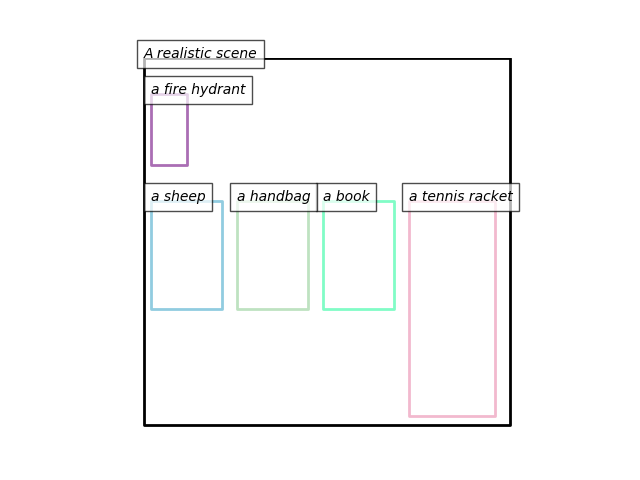 A realistic scene
a fire hydrant
a sheep
a handbag
a book
a tennis racket